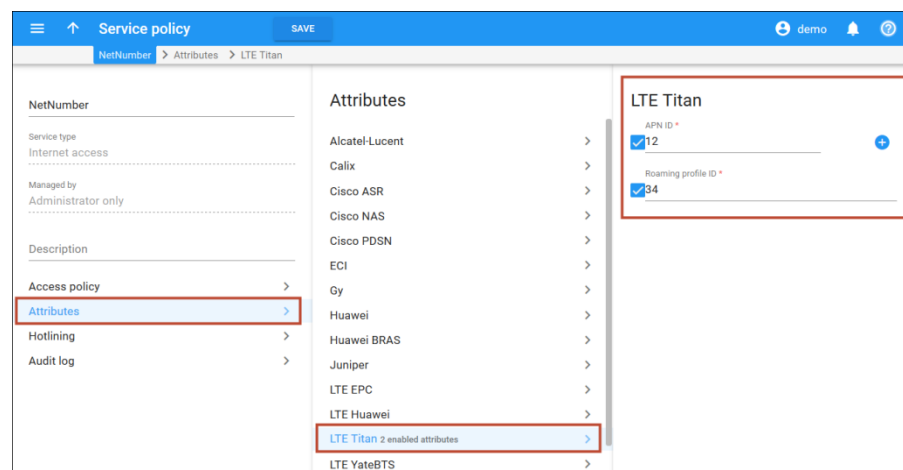 Service policy
SAVE
demo
NetNumber > Attributes > LTE Titan
NetNumber
Service type
Internet access
Managed by
Administrator only
Description
Access policy
Attributes
Hotlining
Audit log
Attributes
Alcatel-Lucent
Calix
Cisco ASR
Cisco NAS
Cisco PDSN
ECI
Gy
Huawei
Huawei BRAS
Juniper
LTE EPC
LTE Huawei
LTE Titan 2 enabled attributes
LTE YateBTS
LTE Titan
APN ID *
12
Roaming profile ID *
34